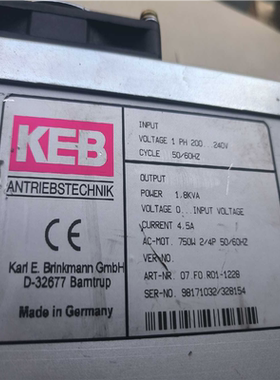 KEB
ANTRIEBSTECHNIK
CE
Karl E. Brinkmann GmbH
D-32677 Barntrup
Made in Germany
INPUT
VOLTAGE 1 PH 200...240V
CYCLE 50/60HZ
OUTPUT
POWER 1.8KVA
VOLTAGE 0..INPUT VOLTAGE
CURRENT 4.5A
AC-MOT. 750W 2/4P 50/60HZ
VERSION
ART-NR. 07.F0.R01-1228
SER-NO. 98171032/328154